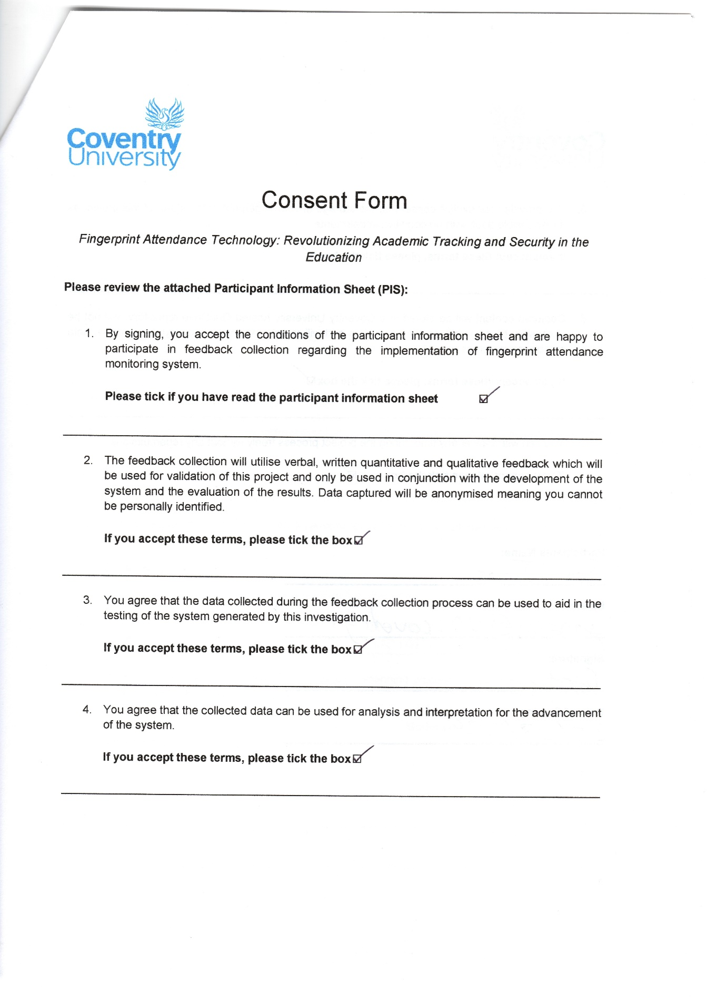 Coventry
University
Consent Form
Fingerprint Attendance Technology: Revolutionizing Academic Tracking and Security in the
Education
Please review the attached Participant Information Sheet (PIS):
1. By signing, you accept the conditions of the participant information sheet and are happy to
participate in feedback collection regarding the implementation of fingerprint attendance
monitoring system.
Please tick if you have read the participant information sheet ☑
2. The feedback collection will utilise verbal, written quantitative and qualitative feedback which will
be used for validation of this project and only be used in conjunction with the development of the
system and the evaluation of the results. Data captured will be anonymised meaning you cannot
be personally identified.
If you accept these terms, please tick the box ☑
3. You agree that the data collected during the feedback collection process can be used to aid in the
testing of the system generated by this investigation.
If you accept these terms, please tick the box ☑
4. You agree that the collected data can be used for analysis and interpretation for the advancement
of the system.
If you accept these terms, please tick the box ☑